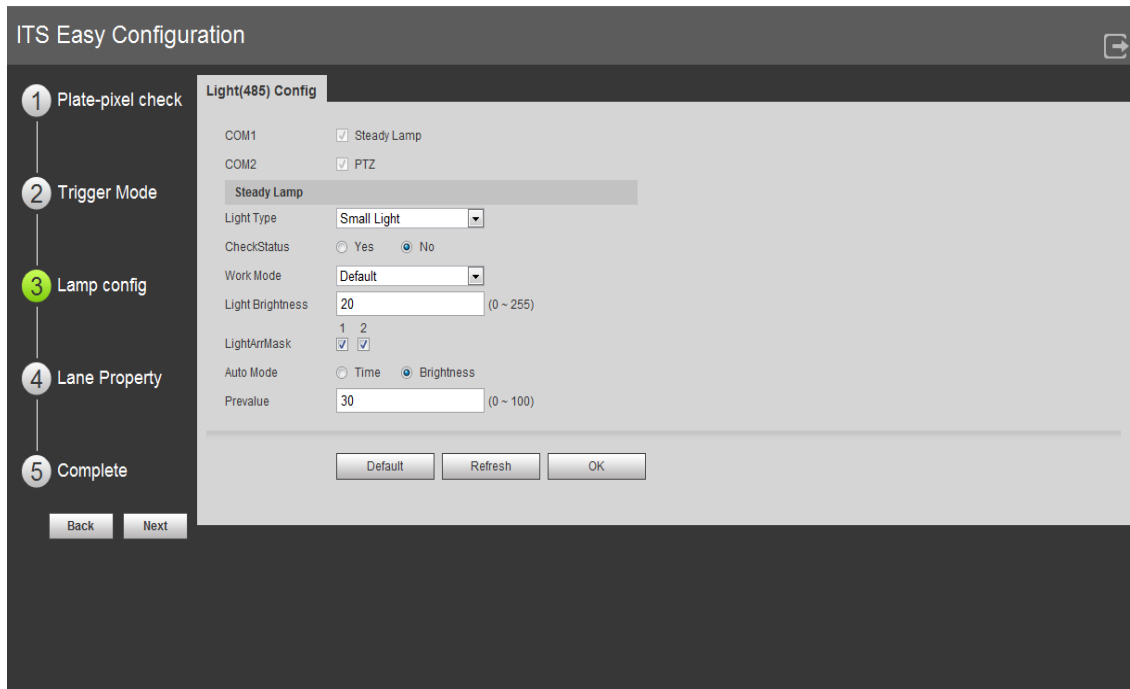 ITS Easy Configuration
1 Plate-pixel check
2 Trigger Mode
3 Lamp config
4 Lane Property
5 Complete
Back Next
Light(485) Config
COM1 Steady Lamp
COM2 PTZ
Steady Lamp
Light Type Small Light
CheckStatus Yes No
Work Mode Default
Light Brightness 20 (0 ~ 255)
1 2
LightArrMask
Auto Mode Time Brightness
Prevalue 30 (0 ~ 100)
Default Refresh OK